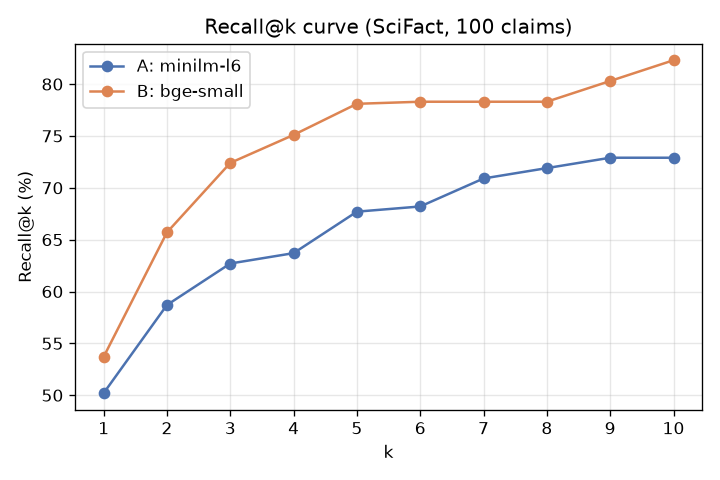 Recall@k curve (SciFact, 100 claims)
A: minilm-l6
B: bge-small
Recall@k (%)
80
75
70
65
60
55
50
1 2 3 4 5 6 7 8 9 10
k